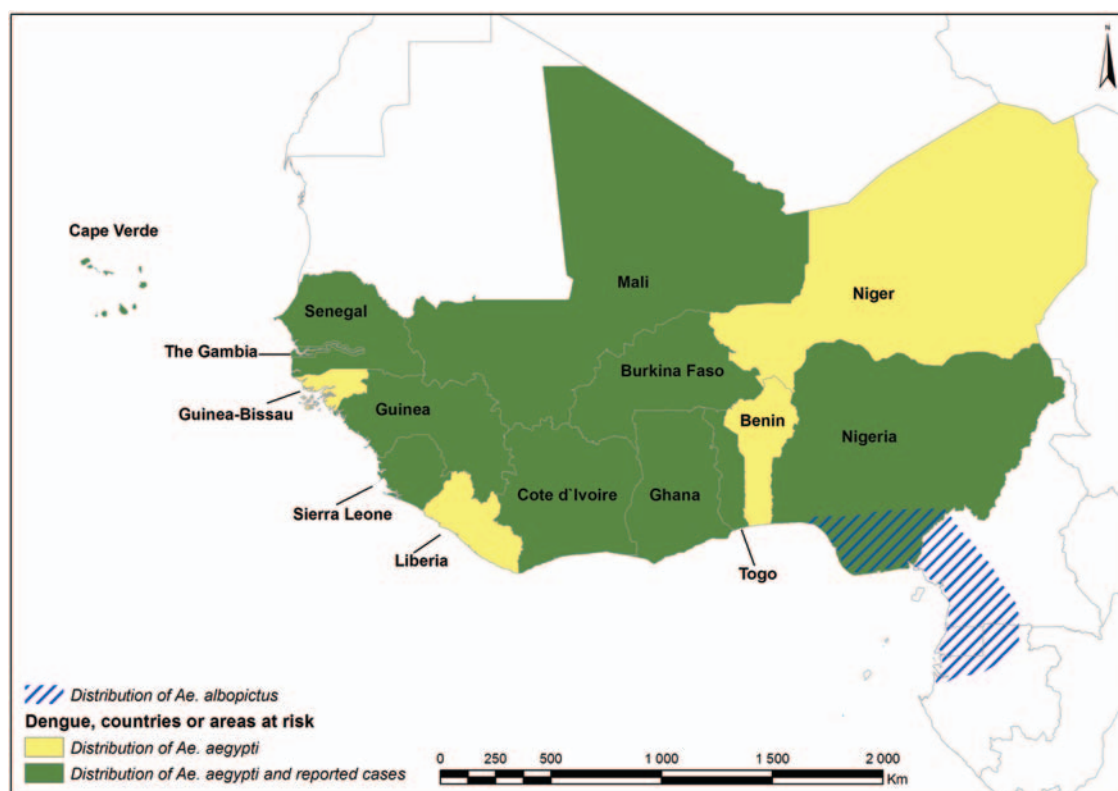 N
Cape Verde
Mali
Niger
Senegal
The Gambia
Burkina Faso
Guinea-Bissau
Guinea
Benin
Nigeria
Cote d`Ivoire
Ghana
Sierra Leone
Liberia
Togo
Distribution of Ae. albopictus
Dengue, countries or areas at risk
Distribution of Ae. aegypti
Distribution of Ae. aegypti and reported cases
0 250 500 1 000 1 500 2 000
Km